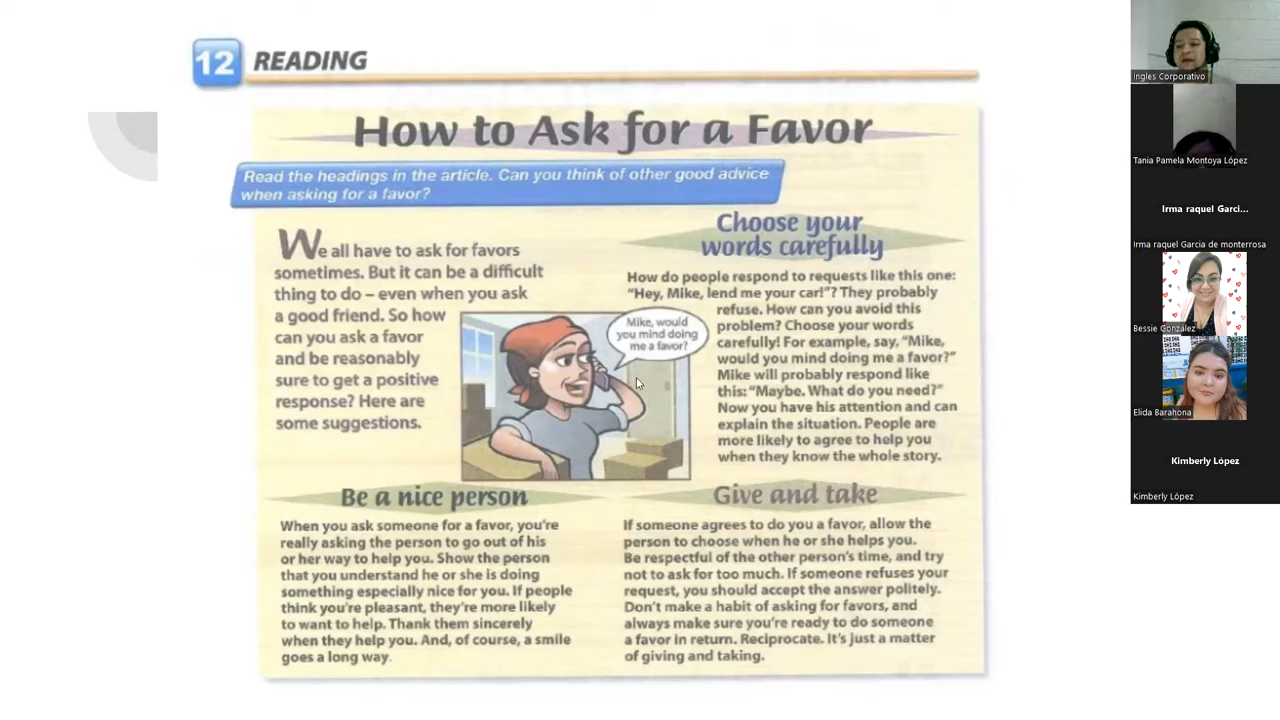 12 READING
How to Ask for a Favor
Read the headings in the article. Can you think of other good advice
when asking for a favor?
We all have to ask for favors
sometimes. But it can be a difficult
thing to do – even when you ask
a good friend. So how
can you ask a favor
and be reasonably
sure to get a positive
response? Here are
some suggestions.
Mike, would
you mind doing
me a favor?
Choose your
words carefully
How do people respond to requests like this one:
"Hey, Mike, lend me your car!"? They probably
refuse. How can you avoid this
problem? Choose your words
carefully! For example, say, "Mike,
would you mind doing me a favor?"
Mike will probably respond like
this: "Maybe. What do you need?"
Now you have his attention and can
explain the situation. People are
more likely to agree to help you
when they know the whole story.
Be a nice person
When you ask someone for a favor, you're
really asking the person to go out of his
or her way to help you. Show the person
that you understand he or she is doing
something especially nice for you. If people
think you're pleasant, they're more likely
to want to help. Thank them sincerely
when they help you. And, of course, a smile
goes a long way.
Give and take
If someone agrees to do you a favor, allow the
person to choose when he or she helps you.
Be respectful of the other person's time, and try
not to ask for too much. If someone refuses your
request, you should accept the answer politely.
Don't make a habit of asking for favors, and
always make sure you're ready to do someone
a favor in return. Reciprocate. It's just a matter
of giving and taking.
Ingles Corporativo
Tania Pamela Montoya López
Irma raquel Garci...
Irma raquel Garcia de monterrosa
Bessie González
Elida Barahona
Kimberly López
Kimberly López